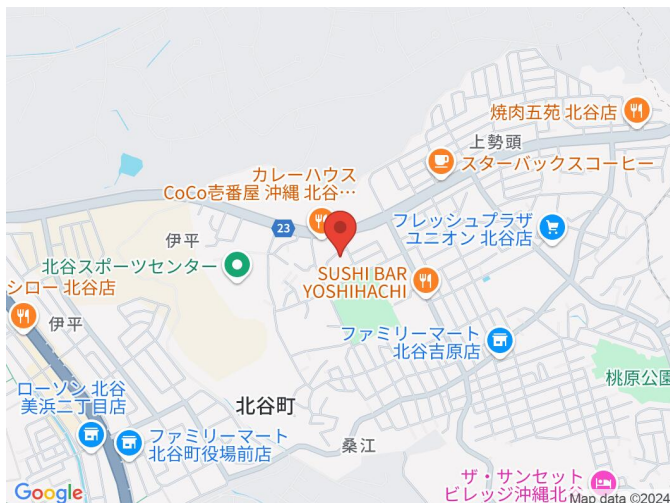 焼肉五苑 北谷店
上勢頭
スターバックスコーヒー
カレーハウス
CoCo壱番屋 沖縄 北谷…
23
伊平
フレッシュプラザ
ユニオン 北谷店
北谷スポーツセンター
SUSHI BAR
YOSHIHACHI
シロー 北谷店
伊平
ファミリーマート
北谷吉原店
桃原公園
ローソン 北谷
美浜二丁目店
北谷町
ファミリーマート
北谷町役場前店
桑江
ザ・サンセット
ビレッジ沖縄北谷
Google
Map data ©2024